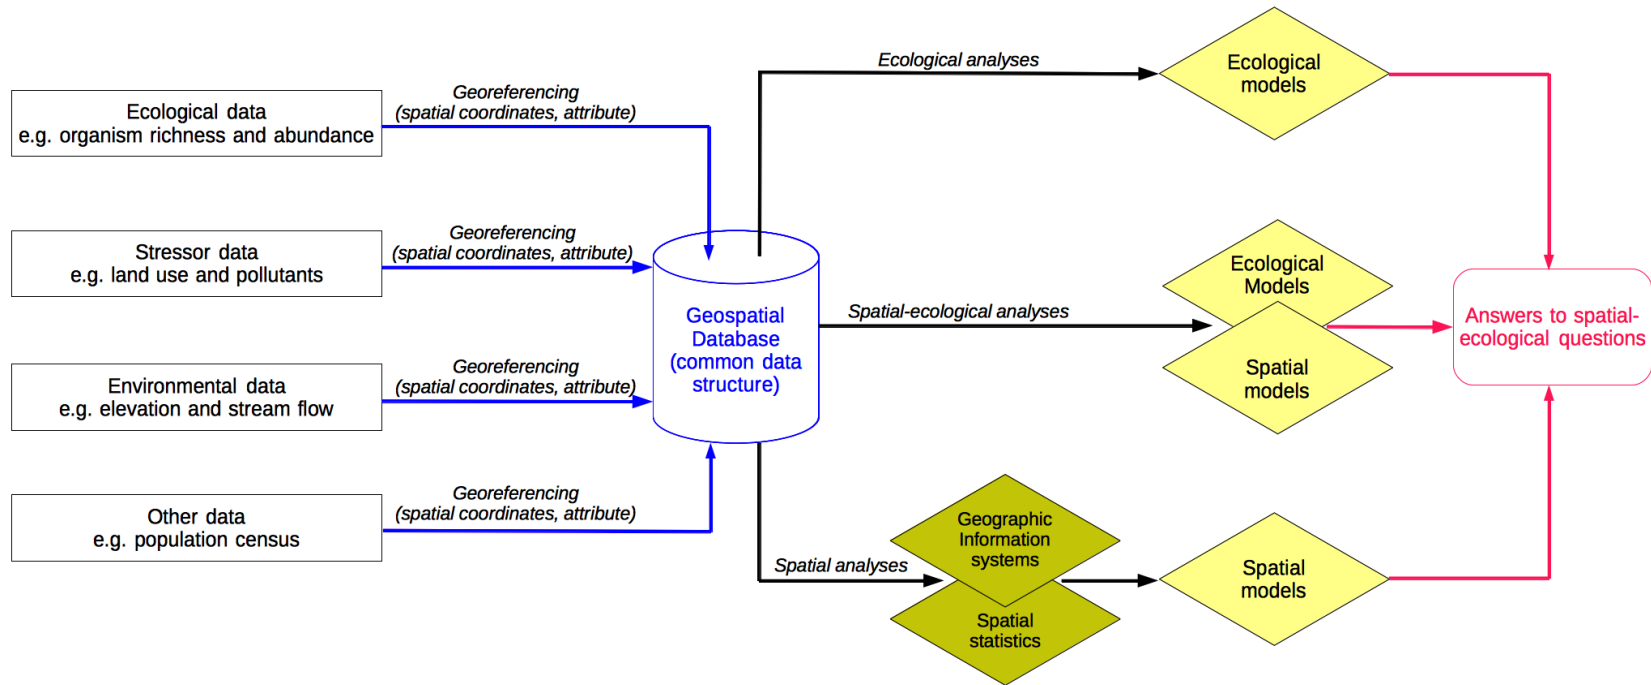 Ecological data
e.g. organism richness and abundance
Georeferencing
(spatial coordinates, attribute)
Stressor data
e.g. land use and pollutants
Georeferencing
(spatial coordinates, attribute)
Environmental data
e.g. elevation and stream flow
Georeferencing
(spatial coordinates, attribute)
Other data
e.g. population census
Georeferencing
(spatial coordinates, attribute)
Geospatial
Database
(common data
structure)
Ecological analyses
Ecological
models
Spatial-ecological analyses
Ecological
Models
Spatial
models
Spatial analyses
Geographic
Information
systems
Spatial
statistics
Spatial
models
Answers to spatial-
ecological questions